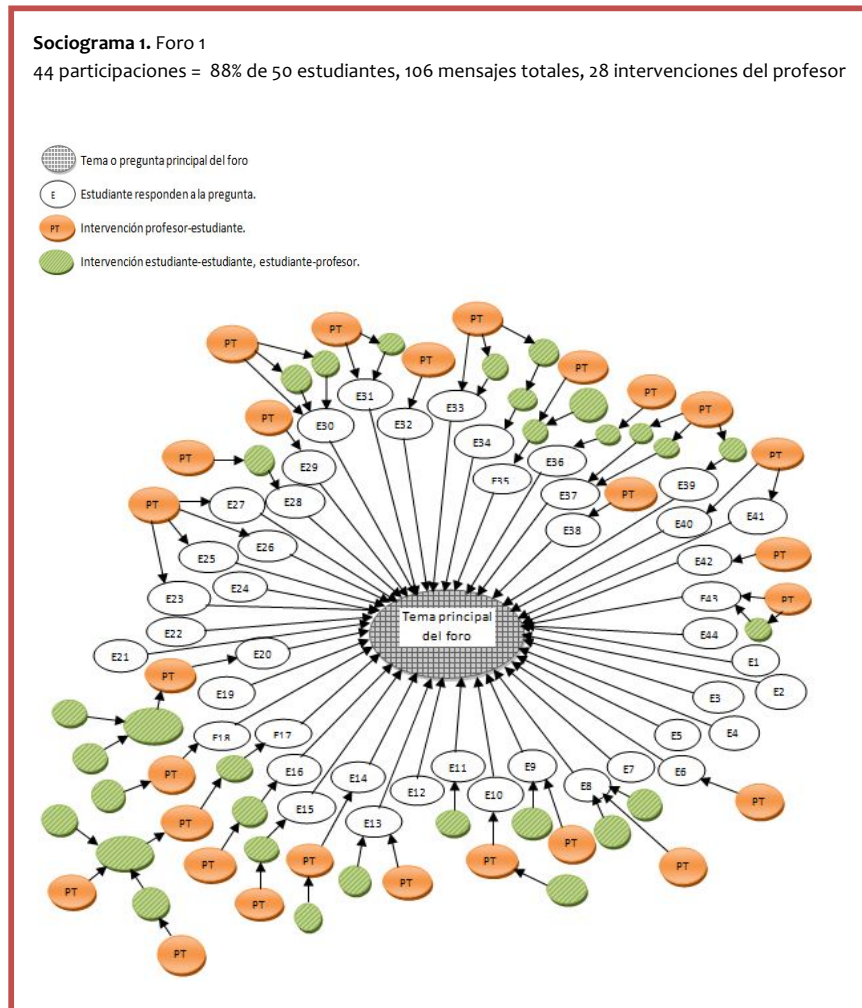 Sociograma 1. Foro 1
44 participaciones = 88% de 50 estudiantes, 106 mensajes totales, 28 intervenciones del profesor
Tema o pregunta principal del foro
E Estudiante responden a la pregunta.
PT Intervención profesor-estudiante.
Intervención estudiante-estudiante, estudiante-profesor.
PT
PT
PT
PT
PT
PT
PT
PT
PT
PT
PT
PT
PT
PT
E31
E32
E33
E30
E34
E29
E35
E36
E28
E37
E39
E27
E38
E40
E41
E26
E25
E42
E24
E23
E43
Tema principal
del foro
E22
E44
E21
E20
E1
PT
E19
E2
E3
E18
E17
E5
E4
PT
E16
E14
E11
E9
E7
E6
E12
E10
E8
E15
PT
E13
PT
PT
PT
PT
PT
PT
PT
PT
PT
PT